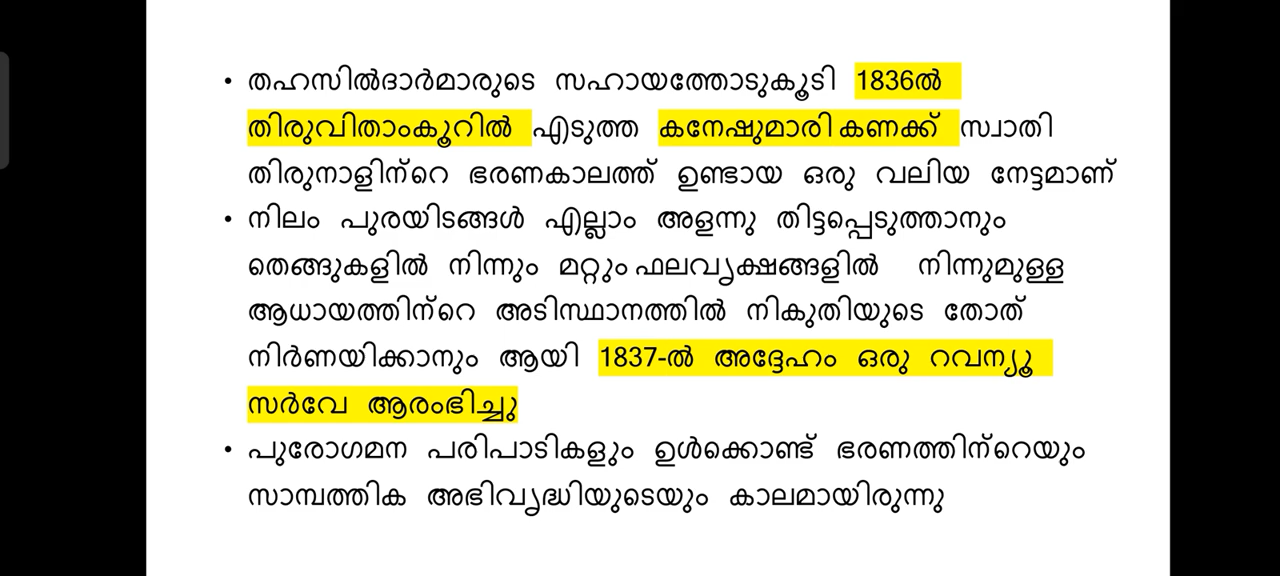 • തഹസിൽദാർമാരുടെ സഹായത്തോടുകൂടി 1836ൽ
തിരുവിതാംകൂറിൽ എടുത്ത കനേഷുമാരി കണക്ക് സ്വാതി
തിരുനാളിന്റെ ഭരണകാലത്ത് ഉണ്ടായ ഒരു വലിയ നേട്ടമാണ്
• നിലം പുരയിടങ്ങൾ എല്ലാം അളന്നു തിട്ടപ്പെടുത്താനും
തെങ്ങുകളിൽ നിന്നും മറ്റും ഫലവൃക്ഷങ്ങളിൽ നിന്നുമുള്ള
ആധായത്തിന്റെ അടിസ്ഥാനത്തിൽ നികുതിയുടെ തോത്
നിർണയിക്കാനും ആയി 1837-ൽ അദ്ദേഹം ഒരു റവന്യൂ
സർവേ ആരംഭിച്ചു
• പുരോഗമന പരിപാടികളും ഉൾക്കൊണ്ട് ഭരണത്തിന്റെയും
സാമ്പത്തിക അഭിവൃദ്ധിയുടെയും കാലമായിരുന്നു